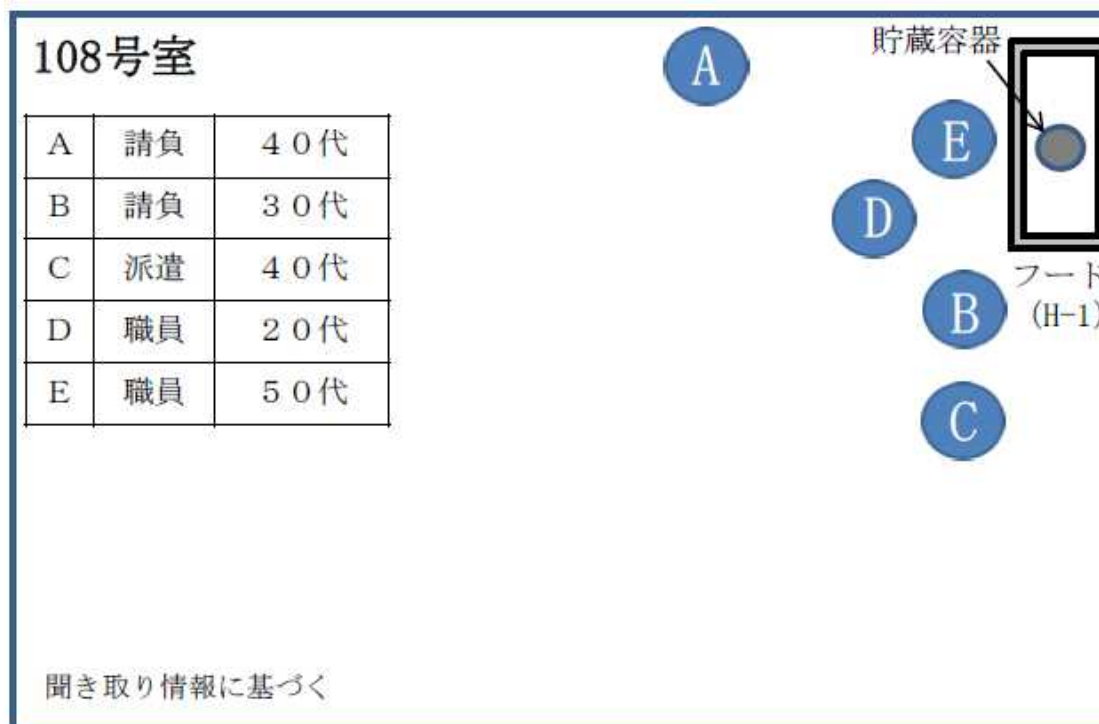 108号室
貯蔵容器
A 請負 40代
B 請負 30代
C 派遣 40代
D 職員 20代
E 職員 50代
A
E
D
B
C
フード
(H-1)
聞き取り情報に基づく